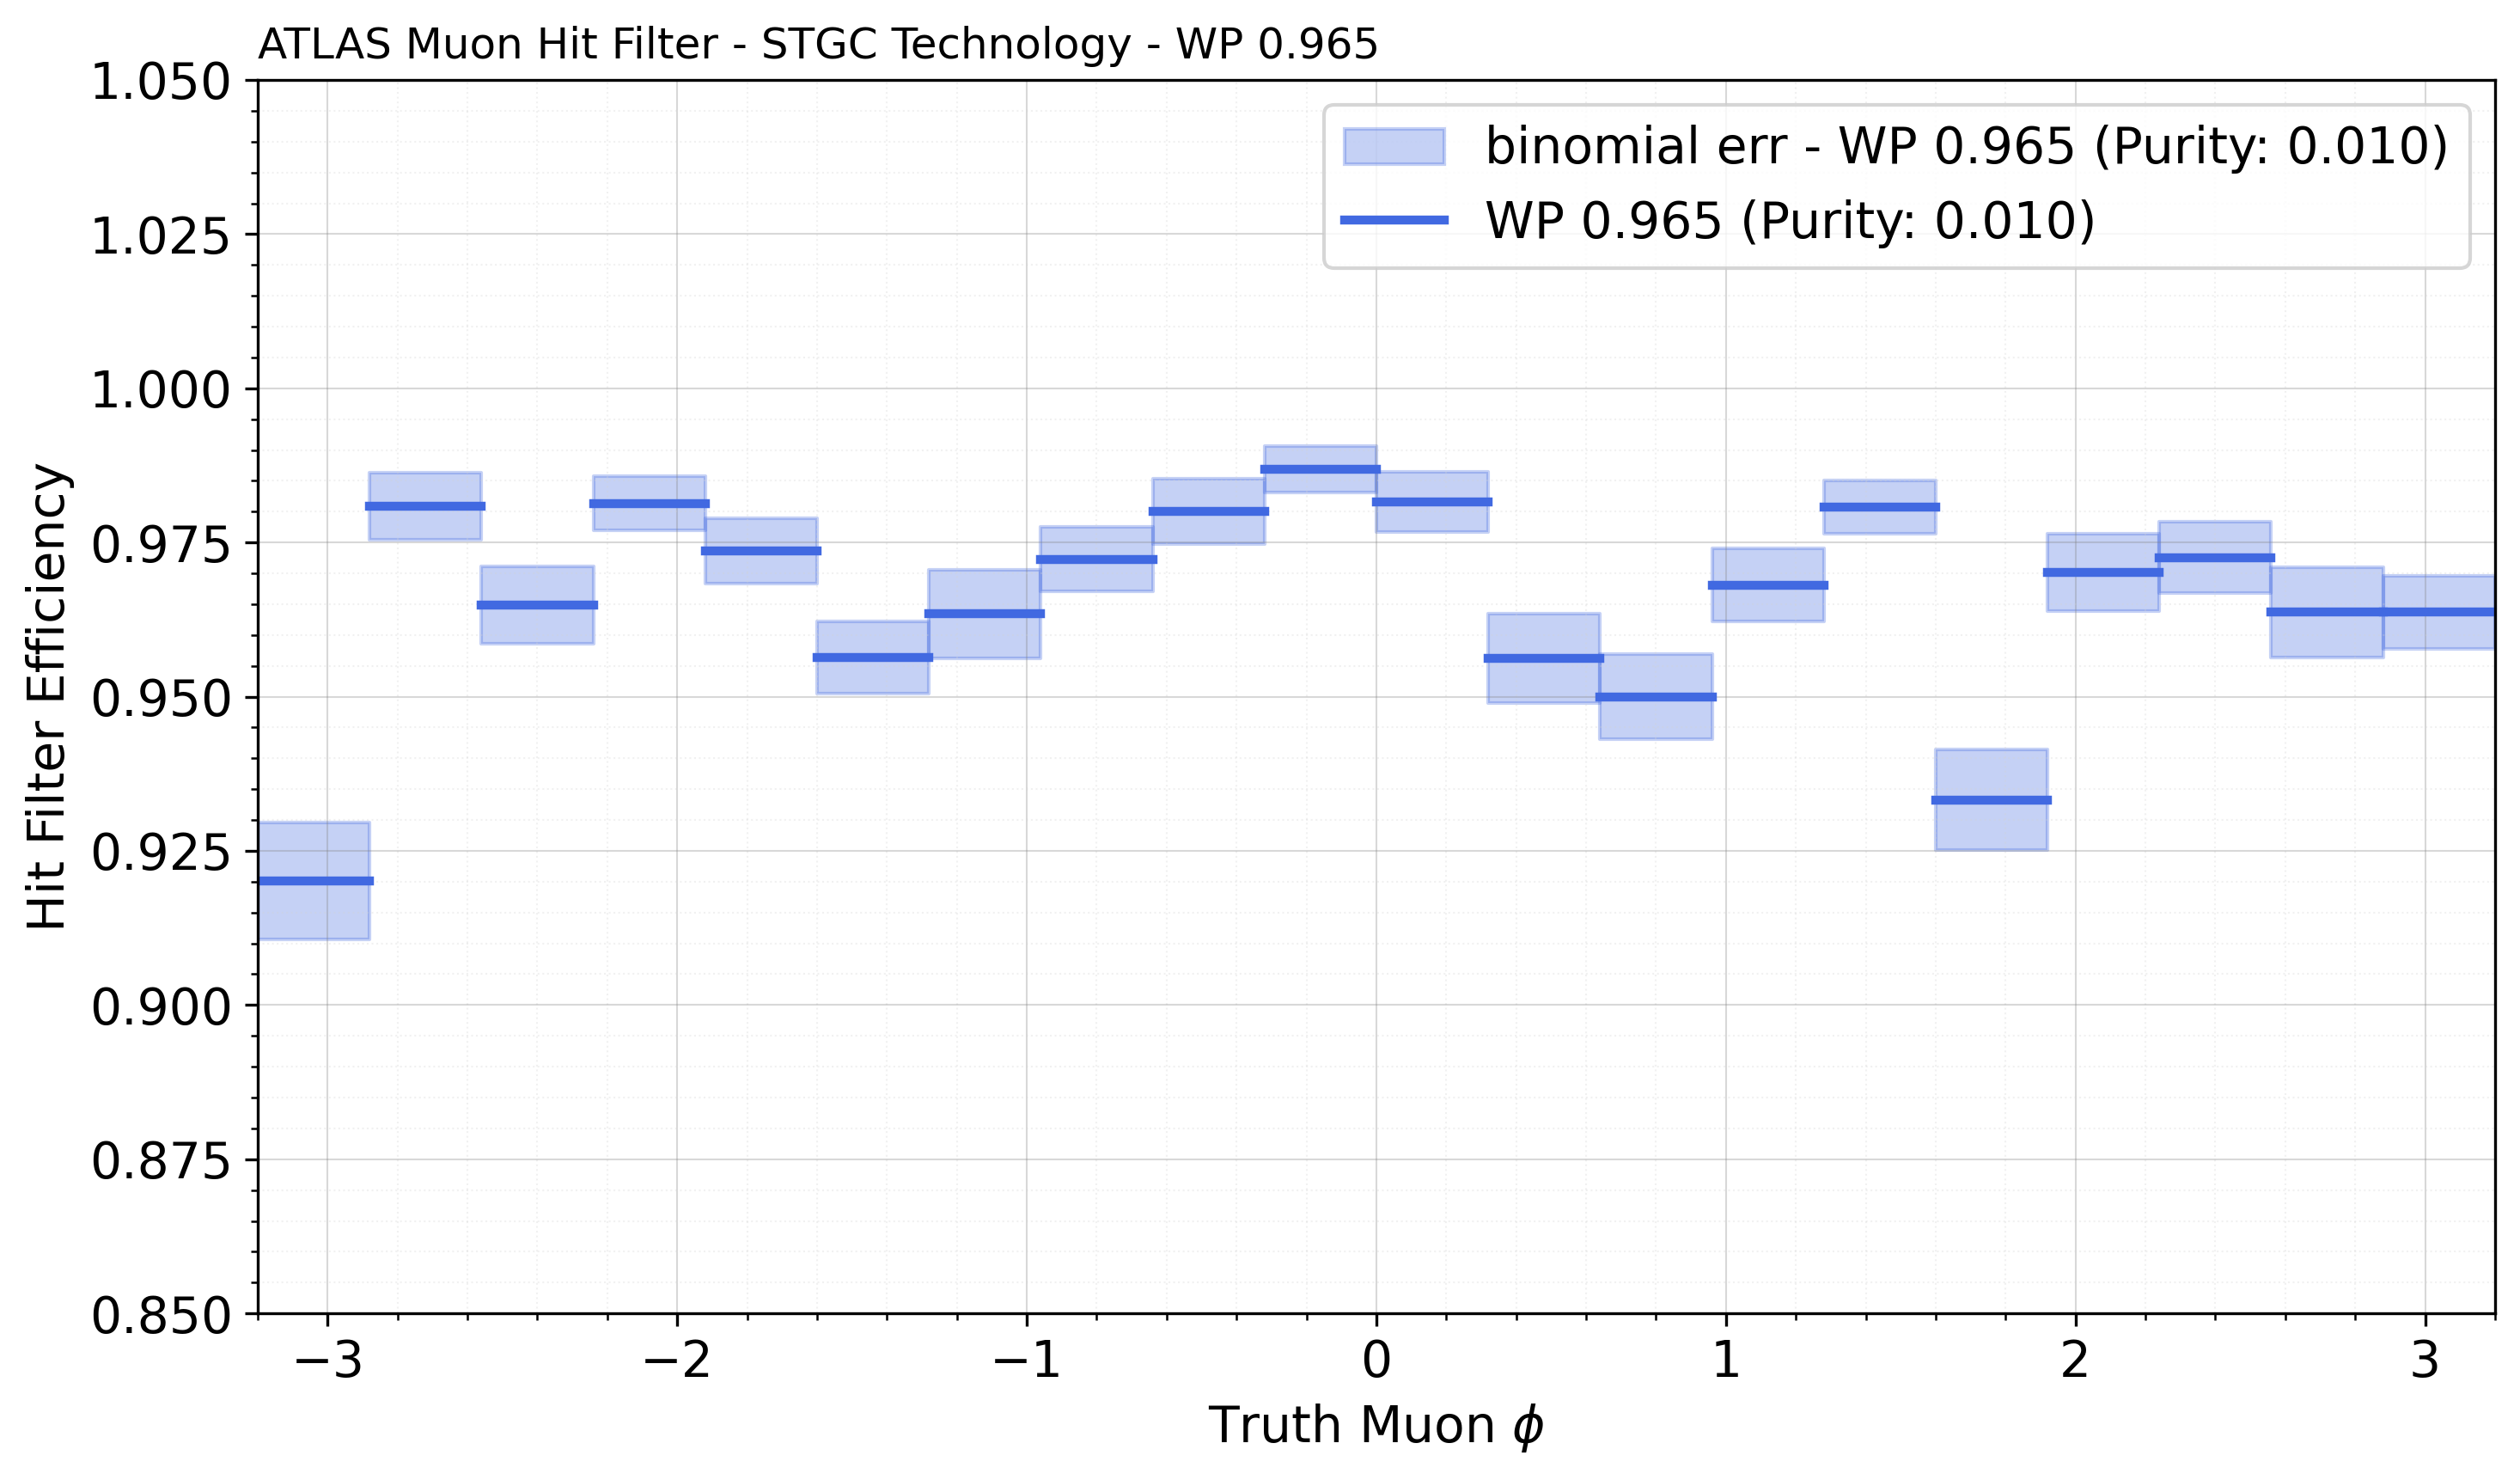 ATLAS Muon Hit Filter - STGC Technology - WP 0.965
1.050
1.025
1.000
0.975
0.950
0.925
0.900
0.875
0.850
Hit Filter Efficiency
binomial err - WP 0.965 (Purity: 0.010)
WP 0.965 (Purity: 0.010)
−3 −2 −1 0 1 2 3
Truth Muon ϕ